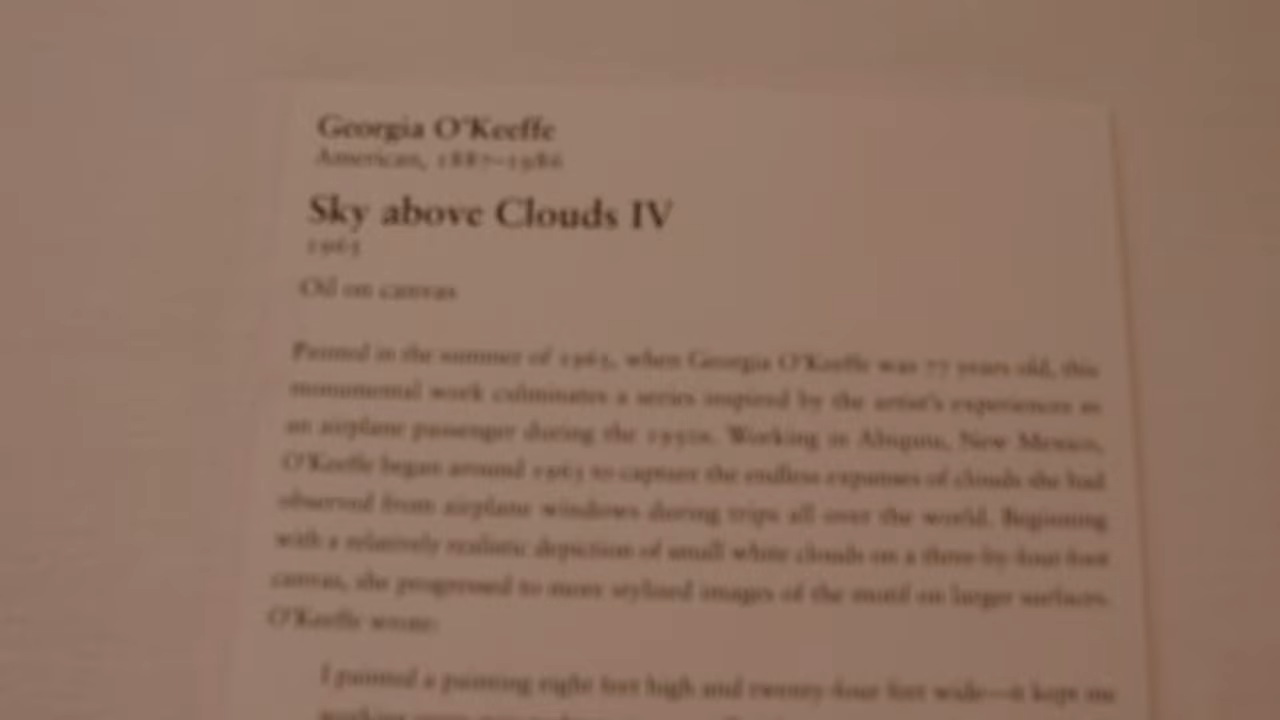 Georgia O'Keeffe
American, 1887–1986
Sky above Clouds IV
1965
Oil on canvas
Painted in the summer of 1965, when Georgia O'Keeffe was 77 years old, this
monumental work culminates a series inspired by the artist's experiences as
an airplane passenger during the 1950s. Working in Abiquiu, New Mexico,
O'Keeffe began around 1963 to capture the endless expanses of clouds she had
observed from airplane windows during trips all over the world. Beginning
with a relatively realistic depiction of small white clouds on a three-by-four-foot
canvas, she progressed to more stylized images of the motif on larger surfaces.
O'Keeffe wrote:
I painted a painting eight feet high and twenty-four feet wide—it kept me
working